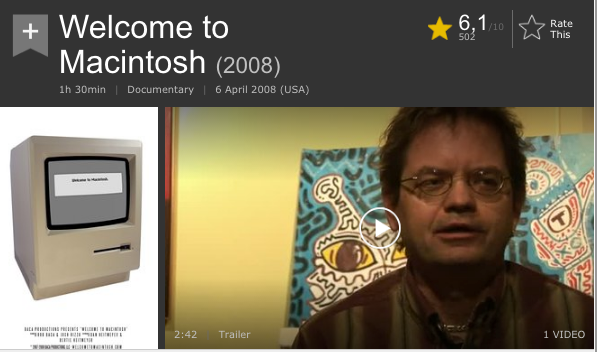 + Welcome to
Macintosh (2008)
6,1/10
502
Rate
This
1h 30min | Documentary | 6 April 2008 (USA)
Welcome to Macintosh
2:42 Trailer
1 VIDEO